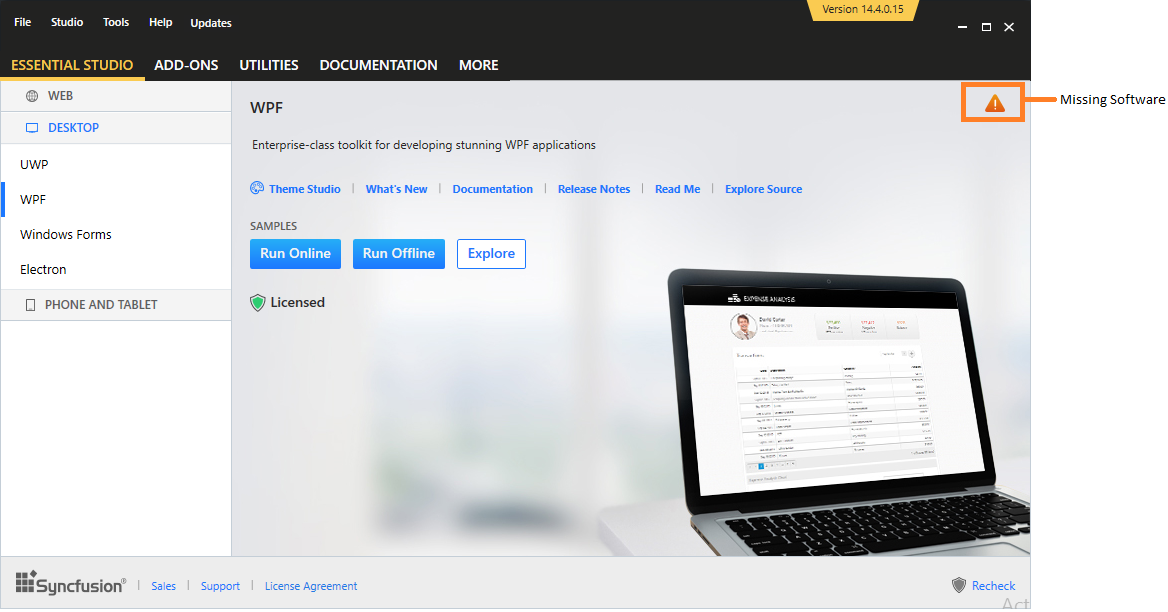 File Studio Tools Help Updates
Version 14.4.0.15
ESSENTIAL STUDIO ADD-ONS UTILITIES DOCUMENTATION MORE
WEB
DESKTOP
UWP
WPF
Windows Forms
Electron
PHONE AND TABLET
WPF
Missing Software
Enterprise-class toolkit for developing stunning WPF applications
Theme Studio | What's New | Documentation | Release Notes | Read Me | Explore Source
SAMPLES
Run Online Run Offline Explore
Licensed
EXPENSE ANALYSIS
David Carter
Syncfusion® | Sales | Support | License Agreement
Recheck
Act